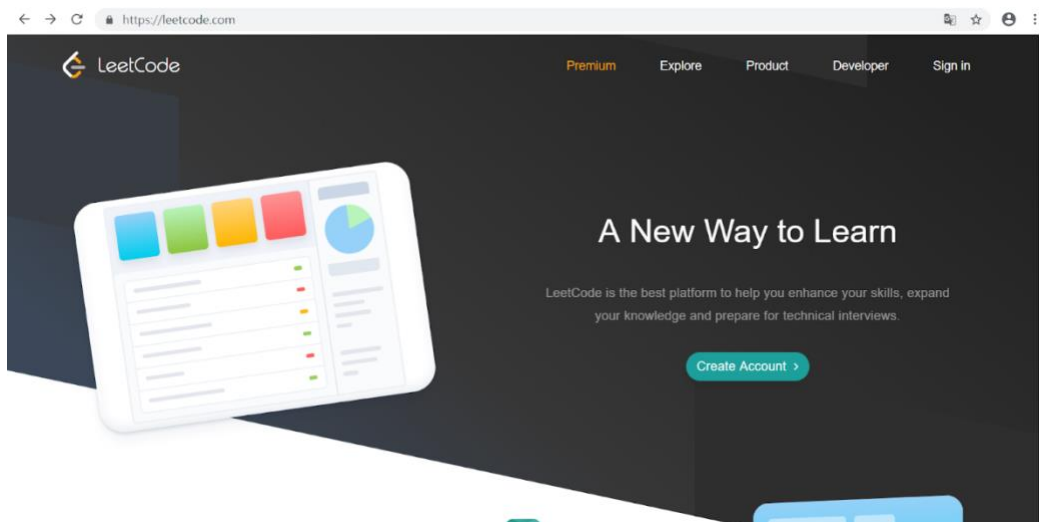 https://leetcode.com
LeetCode
Premium Explore Product Developer Sign in
A New Way to Learn
LeetCode is the best platform to help you enhance your skills, expand
your knowledge and prepare for technical interviews.
Create Account >